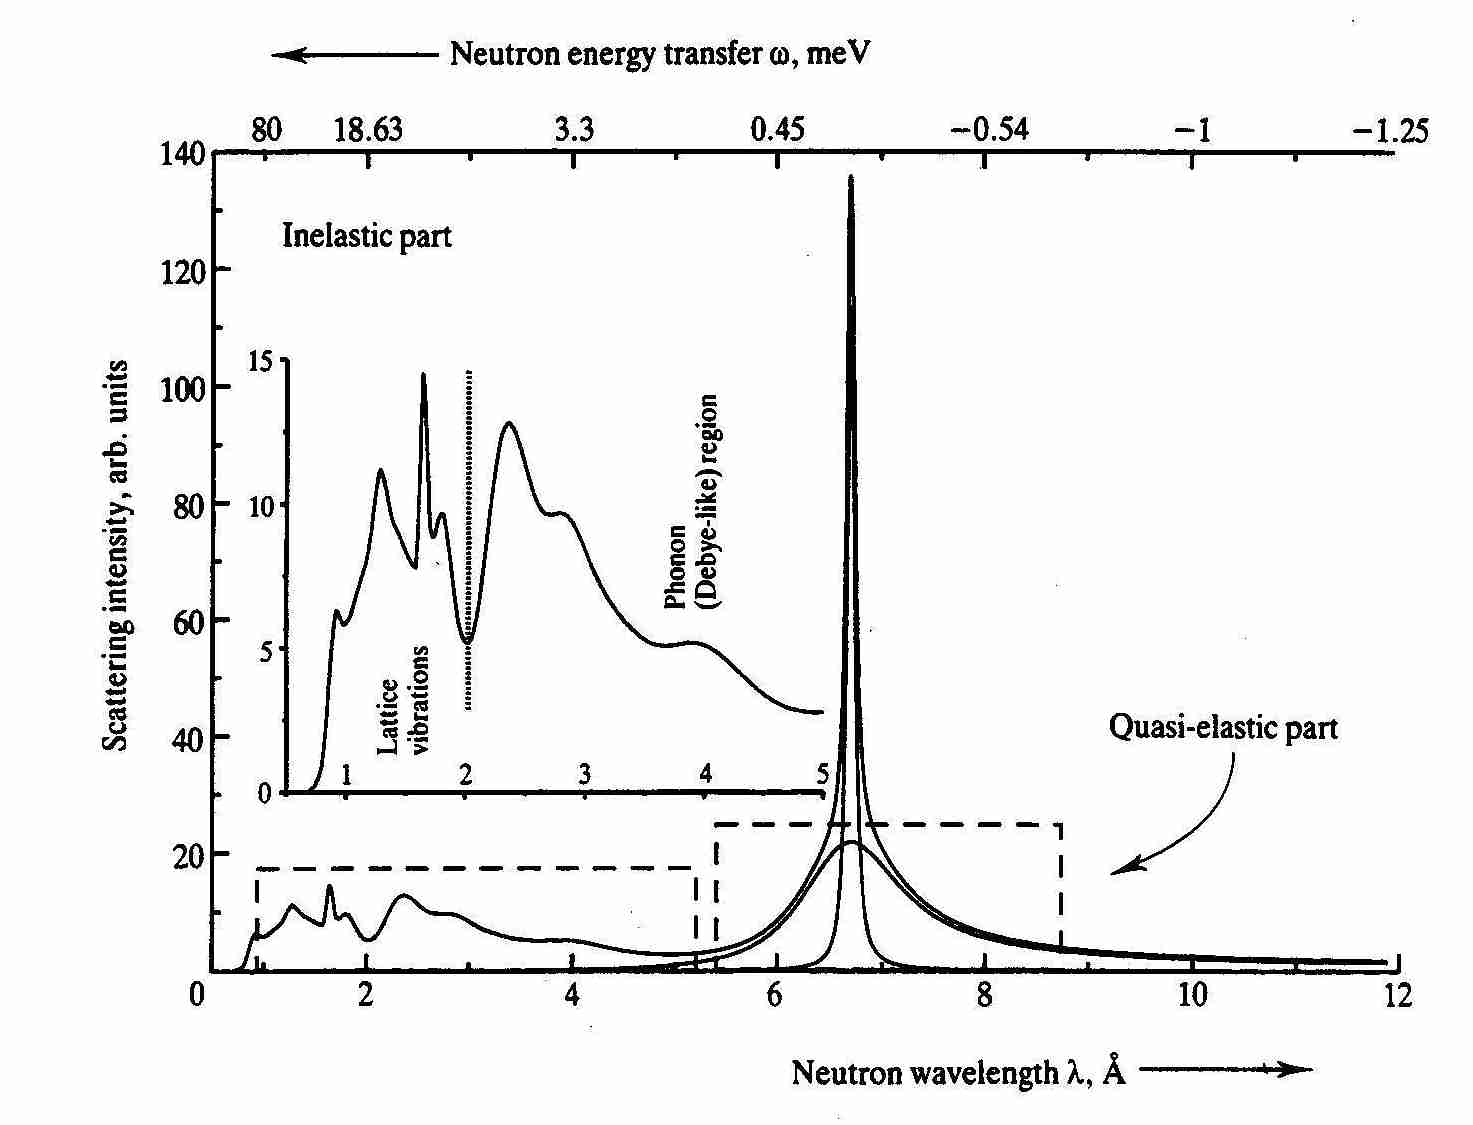 Neutron energy transfer ω, meV
80 18.63 3.3 0.45 −0.54 −1 −1.25
140
120
100
80
60
40
20
Scattering intensity, arb. units
Inelastic part
15
10
5
0
Lattice
vibrations
Phonon
(Debye-like) region
1 2 3 4 5
Quasi-elastic part
0 2 4 6 8 10 12
Neutron wavelength λ, Å